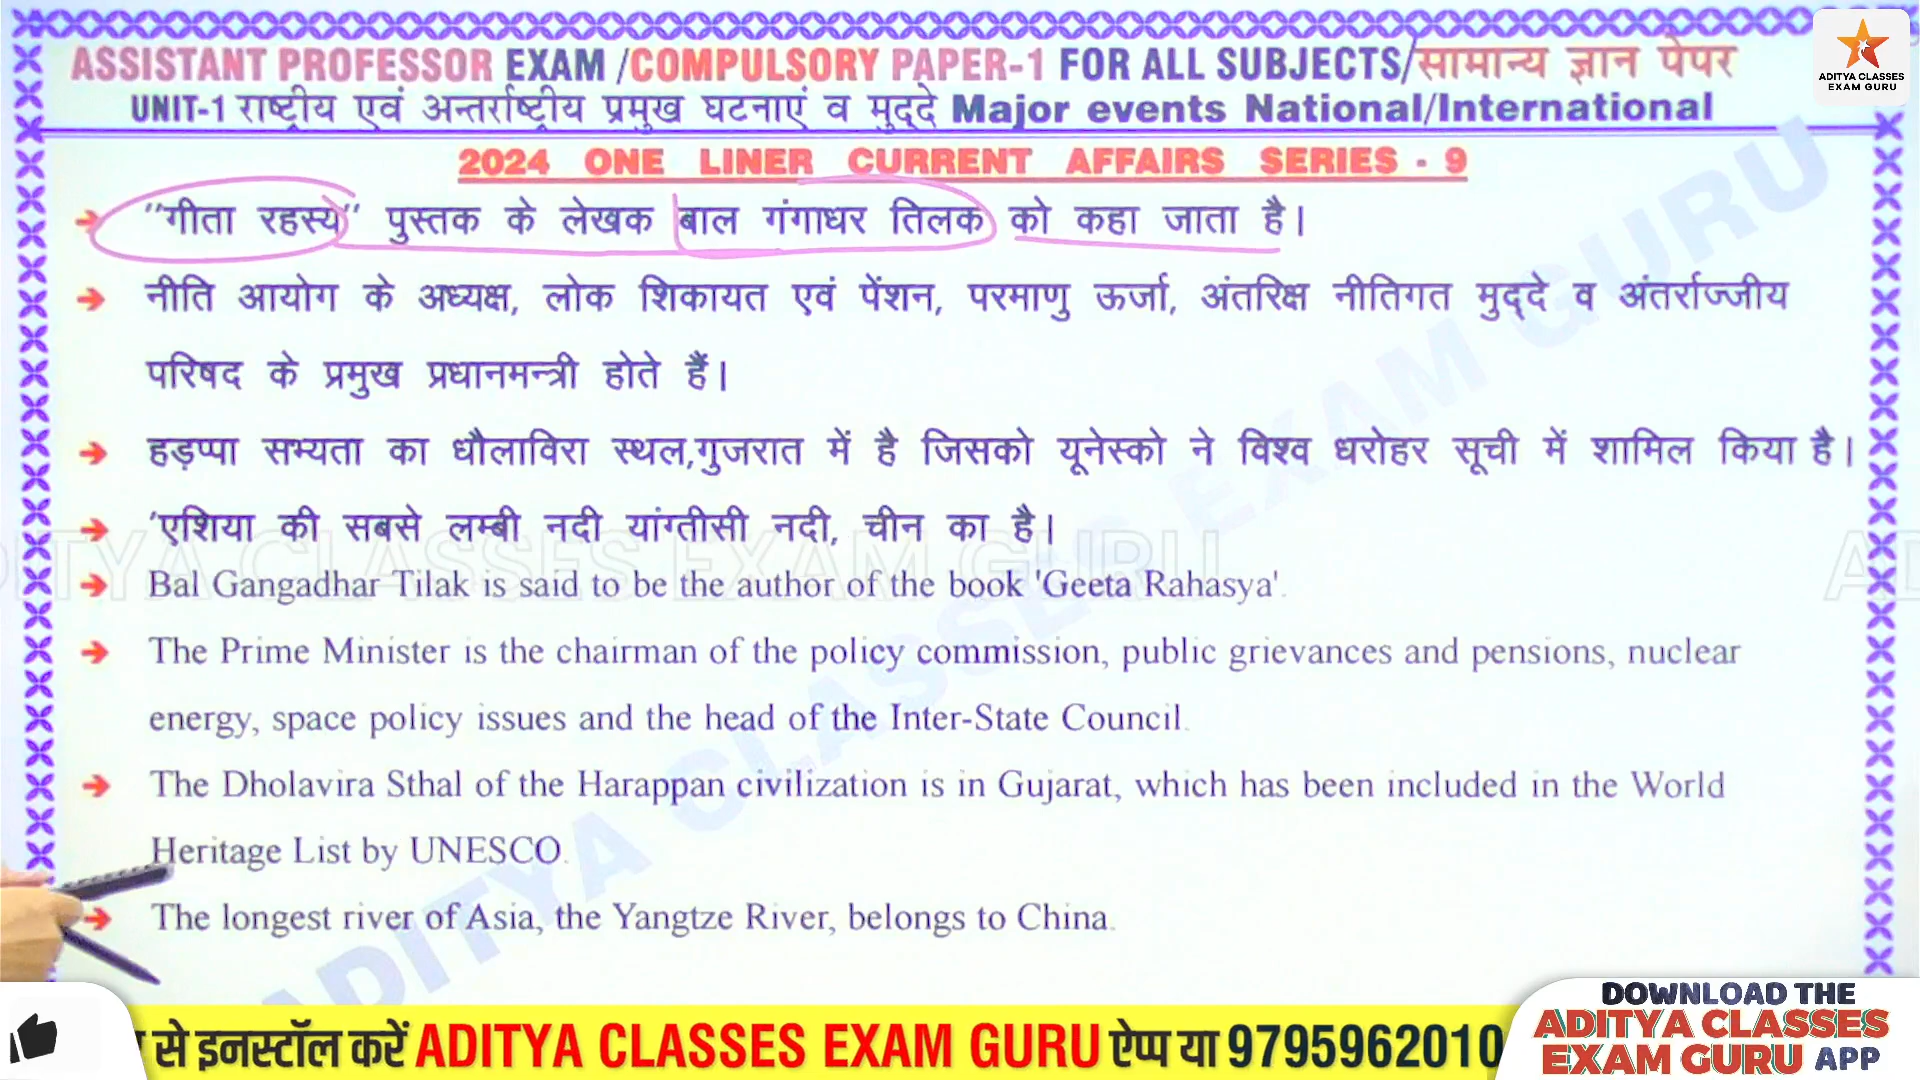 ASSISTANT PROFESSOR EXAM /COMPULSORY PAPER-1 FOR ALL SUBJECTS/सामान्य ज्ञान पेपर
ADITYA CLASSES
EXAM GURU
UNIT-1 राष्ट्रीय एवं अन्तर्राष्ट्रीय प्रमुख घटनाएं व मुद्दे Major events National/International
2024 ONE LINER CURRENT AFFAIRS SERIES - 9
➔ ''गीता रहस्य'' पुस्तक के लेखक बाल गंगाधर तिलक को कहा जाता है।
➔ नीति आयोग के अध्यक्ष, लोक शिकायत एवं पेंशन, परमाणु ऊर्जा, अंतरिक्ष नीतिगत मुद्दे व अंतर्राज्जीय
परिषद के प्रमुख प्रधानमन्त्री होते हैं।
➔ हड़प्पा सभ्यता का धौलाविरा स्थल,गुजरात में है जिसको यूनेस्को ने विश्व धरोहर सूची में शामिल किया है।
➔ 'एशिया की सबसे लम्बी नदी यांग्तीसी नदी, चीन का है।
➔ Bal Gangadhar Tilak is said to be the author of the book 'Geeta Rahasya'.
➔ The Prime Minister is the chairman of the policy commission, public grievances and pensions, nuclear
energy, space policy issues and the head of the Inter-State Council.
➔ The Dholavira Sthal of the Harappan civilization is in Gujarat, which has been included in the World
Heritage List by UNESCO.
➔ The longest river of Asia, the Yangtze River, belongs to China.
ADITYA CLASSES EXAM GURU
से इनस्टॉल करें ADITYA CLASSES EXAM GURU ऐप्प या 9795962010
DOWNLOAD THE
ADITYA CLASSES
EXAM GURU APP